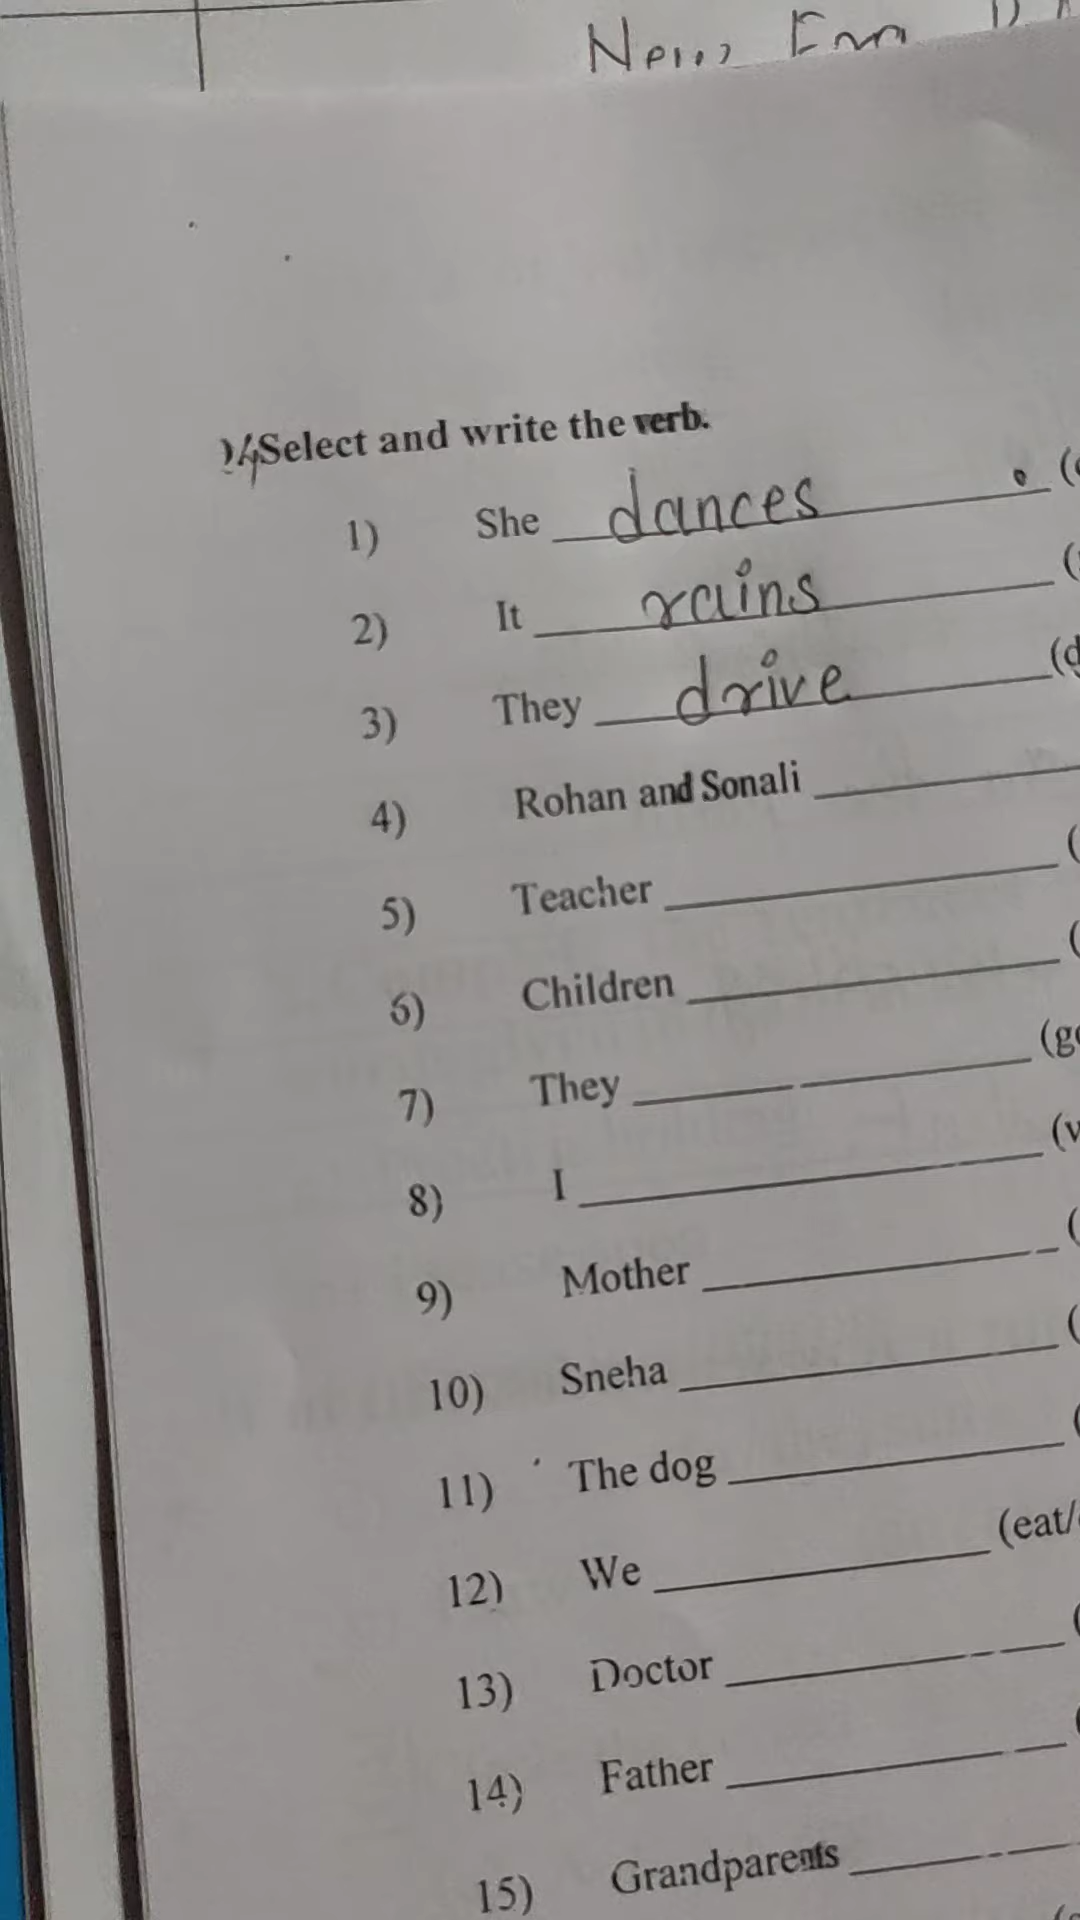 Select and write the verb.
1) She dances. (
2) It rains (
3) They drive (d
4) Rohan and Sonali
5) Teacher (
6) Children (
7) They (g
8) I (
9) Mother (
10) Sneha (
11) The dog (
12) We (eat/
13) Doctor
14) Father
15) Grandparents